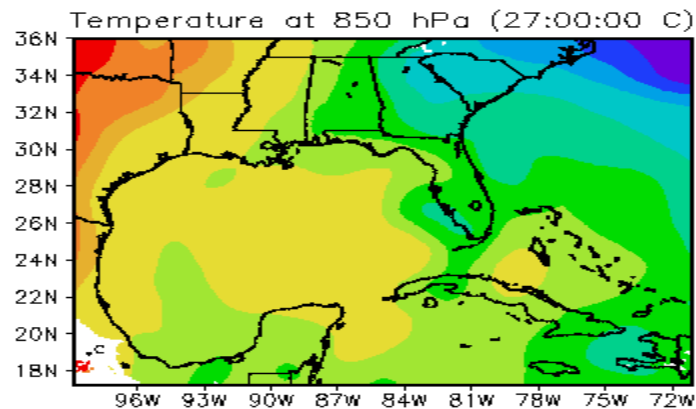 Temperature at 850 hPa (27:00:00 C)
36N
34N
32N
30N
28N
26N
24N
22N
20N
18N
96W 93W 90W 87W 84W 81W 78W 75W 72W